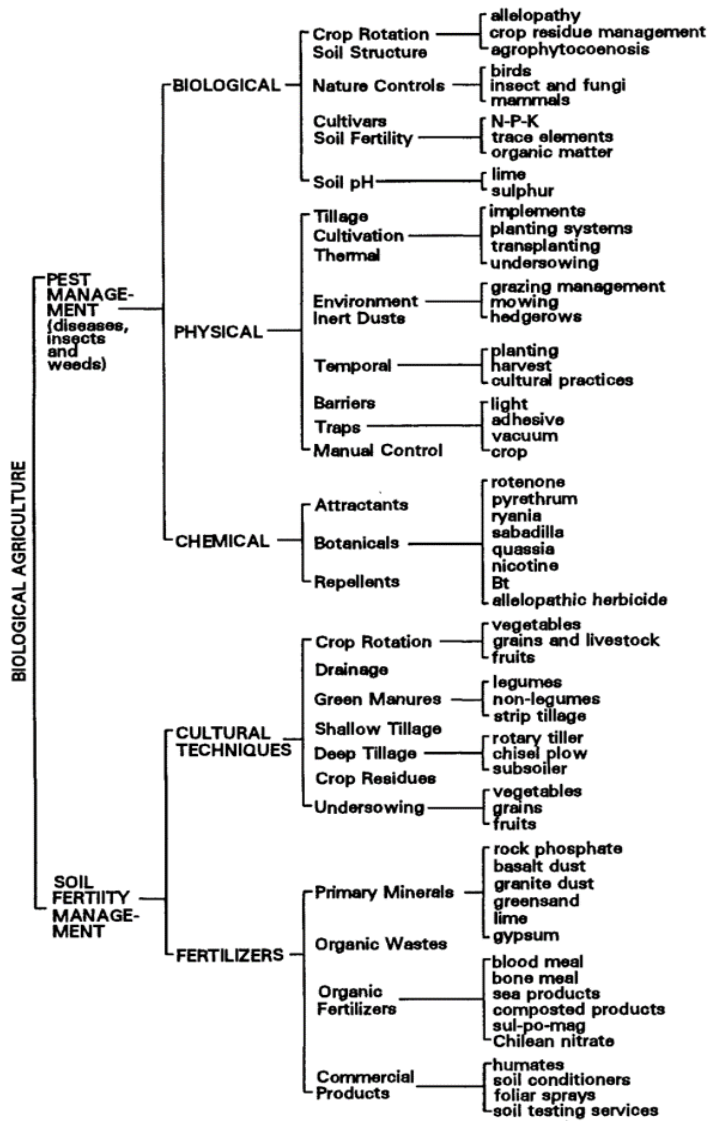 BIOLOGICAL AGRICULTURE
PEST
MANAGE-
MENT
(diseases,
insects
and
weeds)
BIOLOGICAL
Crop Rotation
Soil Structure
allelopathy
crop residue management
agrophytocoenosis
Nature Controls
birds
insect and fungi
mammals
Cultivars
Soil Fertility
N-P-K
trace elements
organic matter
Soil pH
lime
sulphur
PHYSICAL
Tillage
Cultivation
Thermal
implements
planting systems
transplanting
undersowing
Environment
Inert Dusts
grazing management
mowing
hedgerows
Temporal
planting
harvest
cultural practices
Barriers
Traps
Manual Control
light
adhesive
vacuum
crop
CHEMICAL
Attractants
Botanicals
Repellents
rotenone
pyrethrum
ryania
sabadilla
quassia
nicotine
Bt
allelopathic herbicide
SOIL
FERTIITY
MANAGE-
MENT
CULTURAL
TECHNIQUES
Crop Rotation
vegetables
grains and livestock
fruits
Drainage
Green Manures
legumes
non-legumes
strip tillage
Shallow Tillage
Deep Tillage
rotary tiller
chisel plow
subsoiler
Crop Residues
Undersowing
vegetables
grains
fruits
FERTILIZERS
Primary Minerals
rock phosphate
basalt dust
granite dust
greensand
lime
gypsum
Organic Wastes
Organic
Fertilizers
blood meal
bone meal
sea products
composted products
sul-po-mag
Chilean nitrate
Commercial
Products
humates
soil conditioners
foliar sprays
soil testing services